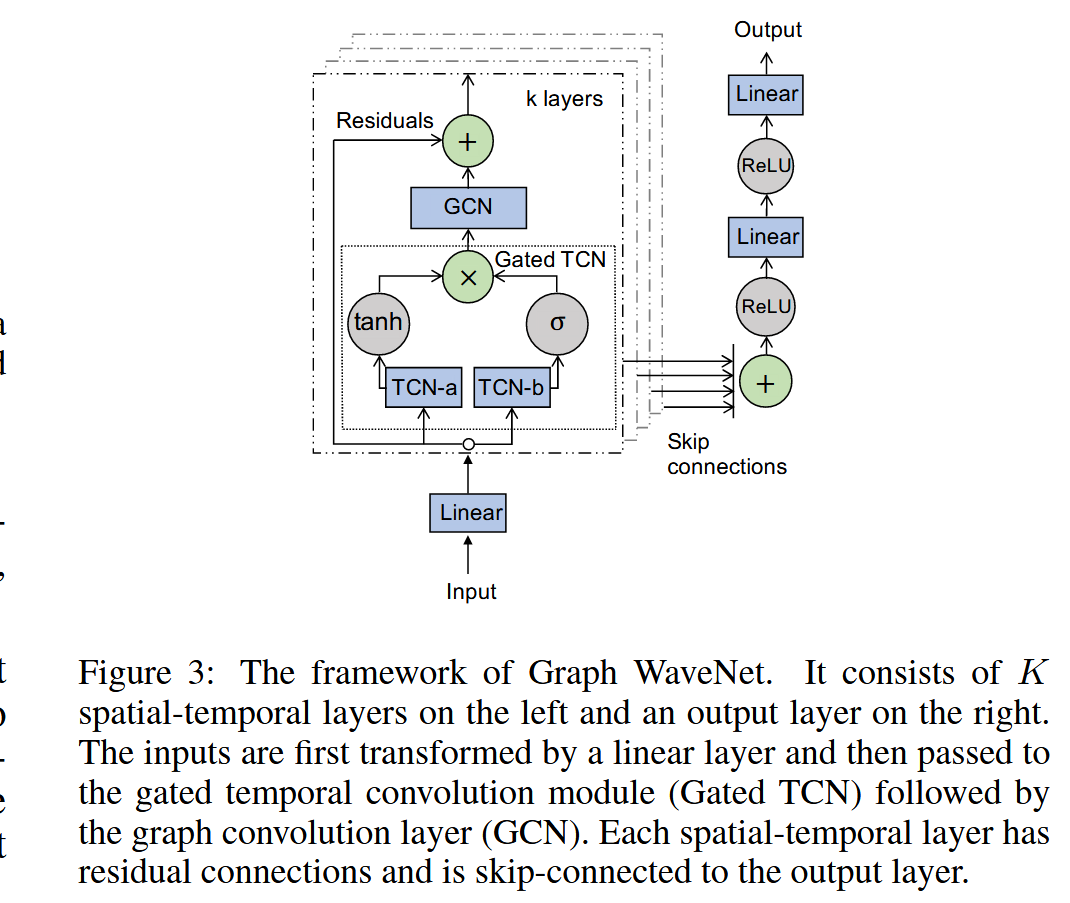 Output
Linear
ReLU
Linear
ReLU
+
Skip
connections
k layers
Residuals
+
GCN
Gated TCN
×
tanh
σ
TCN-a
TCN-b
Linear
Input
Figure 3: The framework of Graph WaveNet. It consists of K
spatial-temporal layers on the left and an output layer on the right.
The inputs are first transformed by a linear layer and then passed to
the gated temporal convolution module (Gated TCN) followed by
the graph convolution layer (GCN). Each spatial-temporal layer has
residual connections and is skip-connected to the output layer.